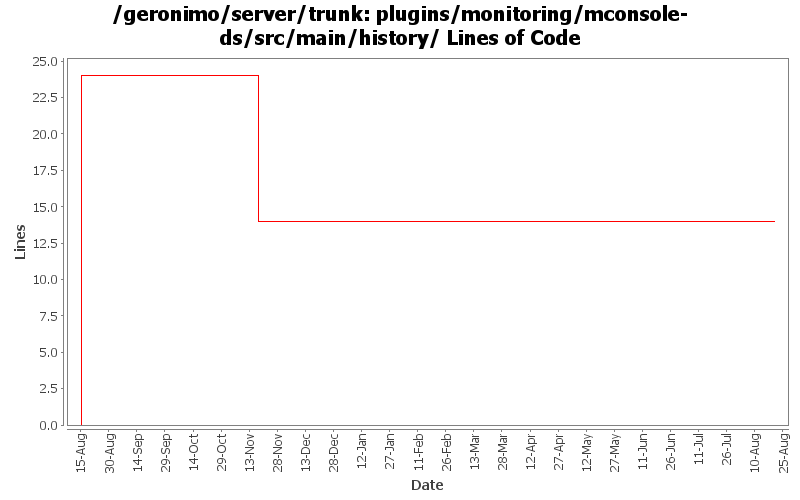 /geronimo/server/trunk: plugins/monitoring/mconsole-
ds/src/main/history/ Lines of Code
25.0
22.5
20.0
17.5
15.0
12.5
10.0
7.5
5.0
2.5
0.0
Lines
15-Aug
30-Aug
14-Sep
29-Sep
14-Oct
29-Oct
13-Nov
28-Nov
13-Dec
28-Dec
12-Jan
27-Jan
11-Feb
26-Feb
13-Mar
28-Mar
12-Apr
27-Apr
12-May
27-May
11-Jun
26-Jun
11-Jul
26-Jul
10-Aug
25-Aug
Date